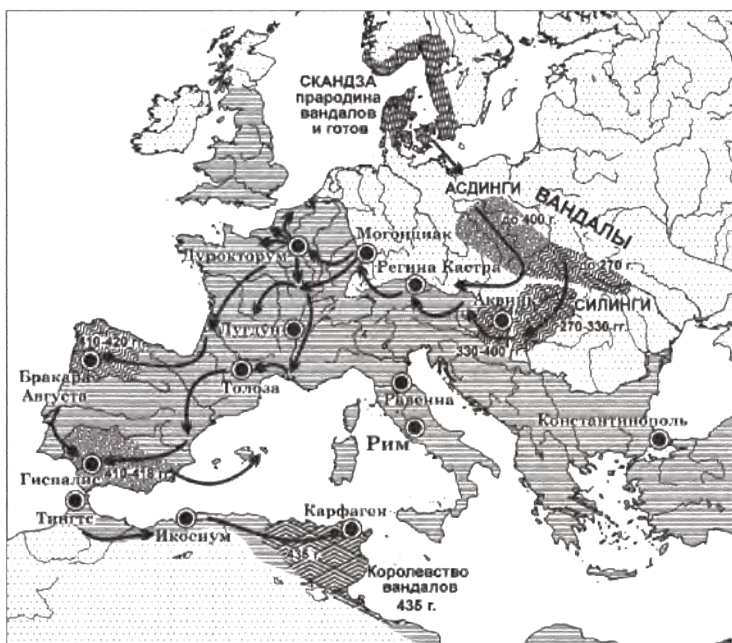 СКАНДЗА
прародина
вандалов
и готов
АСДИНГИ
ВАНДАЛЫ
до 400 г.
Могонциак
Дурокторум
Регина Кастра
270 г.
Аквинк
СИЛИНГИ
270-330 гг.
Лугдун
410-420 гг.
330-400 г.
Бракара
Августа
Толоза
Равенна
Константинополь
Рим
Гиспалис
410-418 гг.
?
Тингтс
Икосиум
Карфаген
435 г.
Королевство
вандалов
435 г.